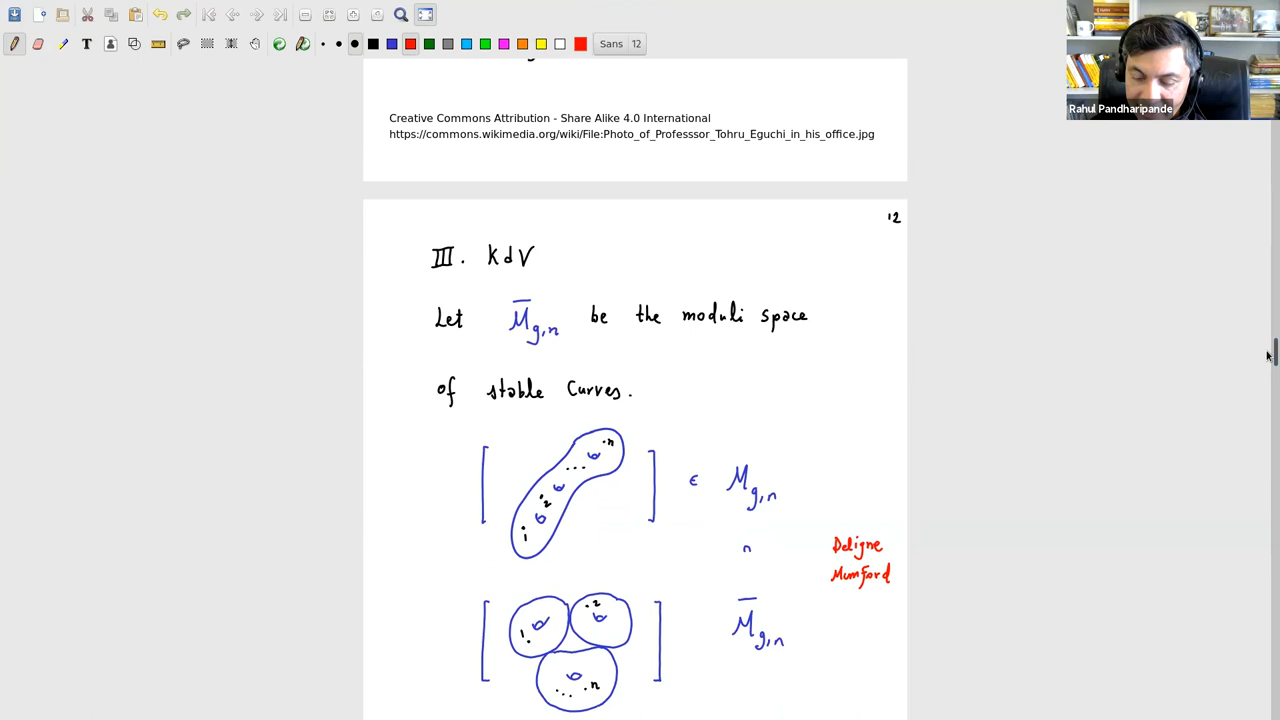 Sans 12
Rahul Pandharipande
Creative Commons Attribution - Share Alike 4.0 International
https://commons.wikimedia.org/wiki/File:Photo_of_Professsor_Tohru_Eguchi_in_his_office.jpg
12
III. KdV
Let M̅g,n be the moduli space
of stable curves.
[ 1 2 ... n ] ∈ Mg,n
∩
Deligne
Mumford
[ 1 2 ... n ] M̅g,n